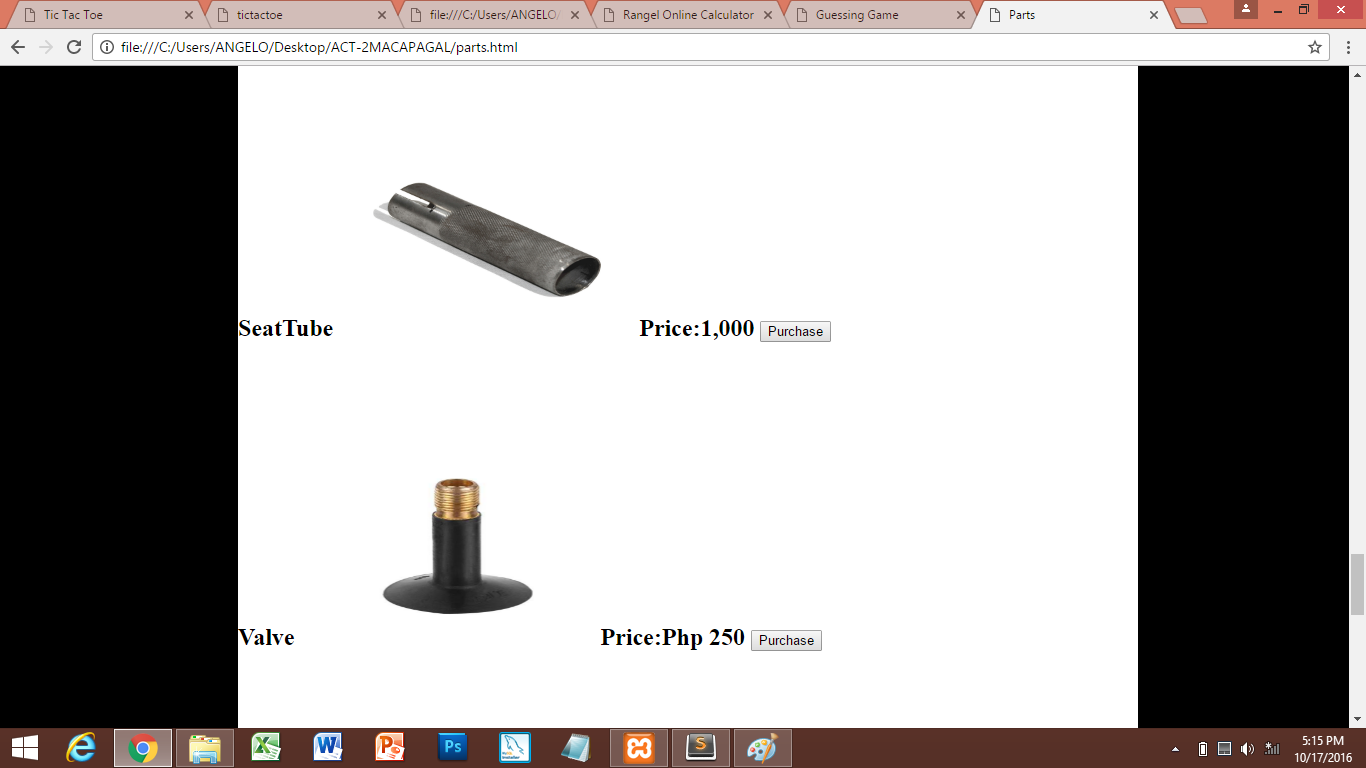 Tic Tac Toe
tictactoe
file:///C:/Users/ANGELO/
Rangel Online Calculator
Guessing Game
Parts
file:///C:/Users/ANGELO/Desktop/ACT-2MACAPAGAL/parts.html
SeatTube Price:1,000 Purchase
Valve Price:Php 250 Purchase
5:15 PM
10/17/2016